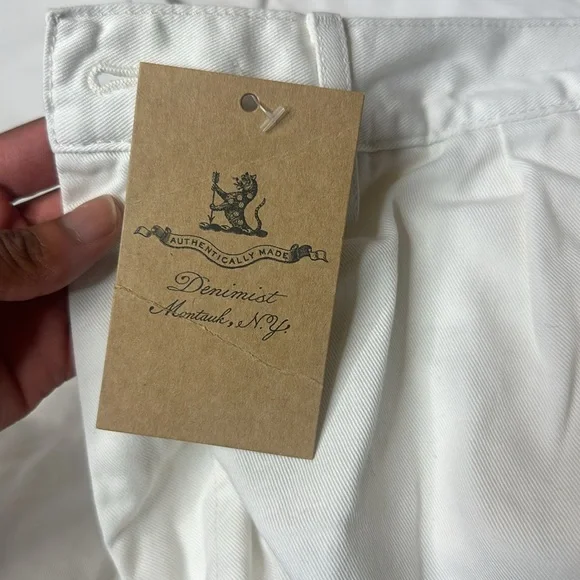 AUTHENTICALLY MADE
Denimist
Montauk, N.Y.